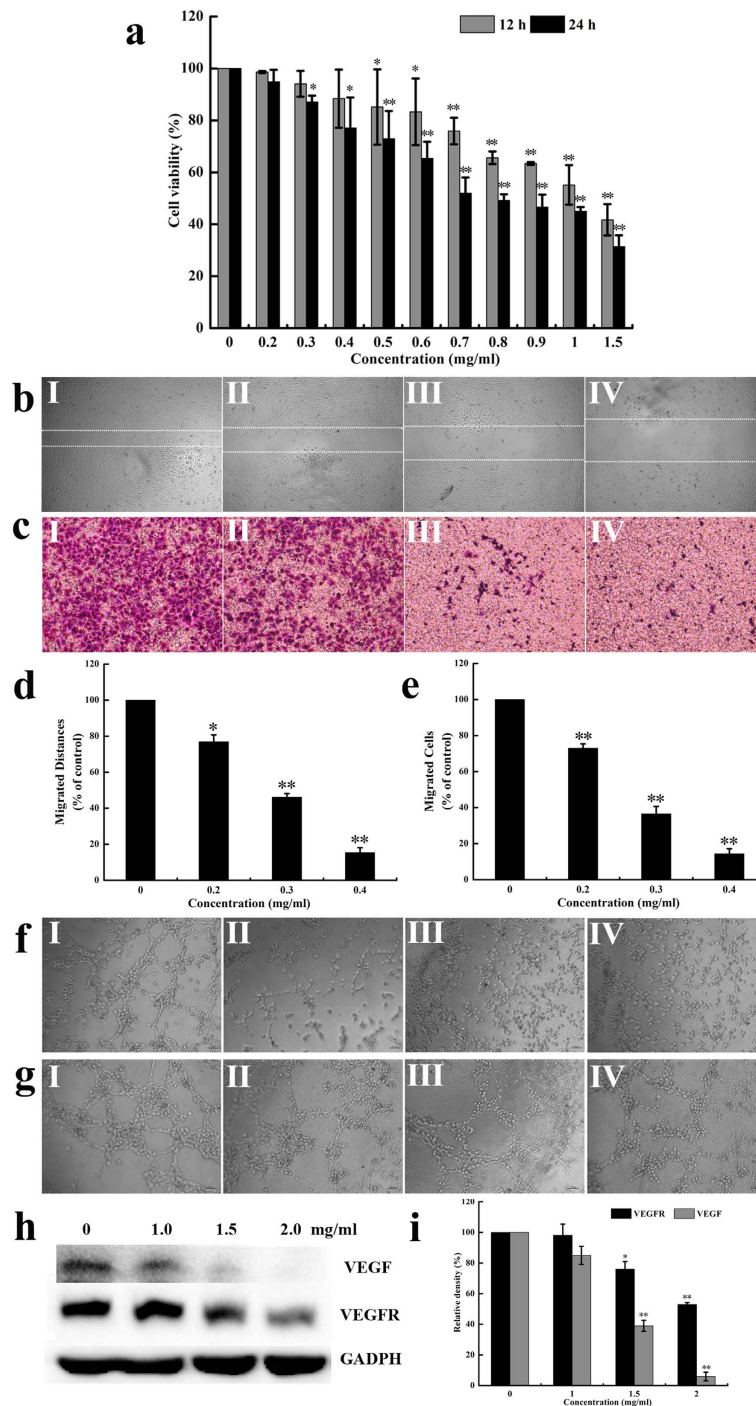 a
12 h 24 h
Cell viability (%)
120
100
80
60
40
20
0
* * * ** * ** ** ** ** ** ** ** ** ** ** **
0 0.2 0.3 0.4 0.5 0.6 0.7 0.8 0.9 1 1.5
Concentration (mg/ml)
b I II III IV
c I II III IV
d
Migrated Distances
(% of control)
120
100
80
60
40
20
0
* ** **
0 0.2 0.3 0.4
Concentration (mg/ml)
e
Migrated Cells
(% of control)
120
100
80
60
40
20
0
** ** **
0 0.2 0.3 0.4
Concentration (mg/ml)
f I II III IV
g I II III IV
h
0 1.0 1.5 2.0 mg/ml
VEGF
VEGFR
GADPH
i
VEGFR VEGF
Relative density (%)
120
100
80
60
40
20
0
* ** ** **
0 1 1.5 2
Concentration (mg/ml)